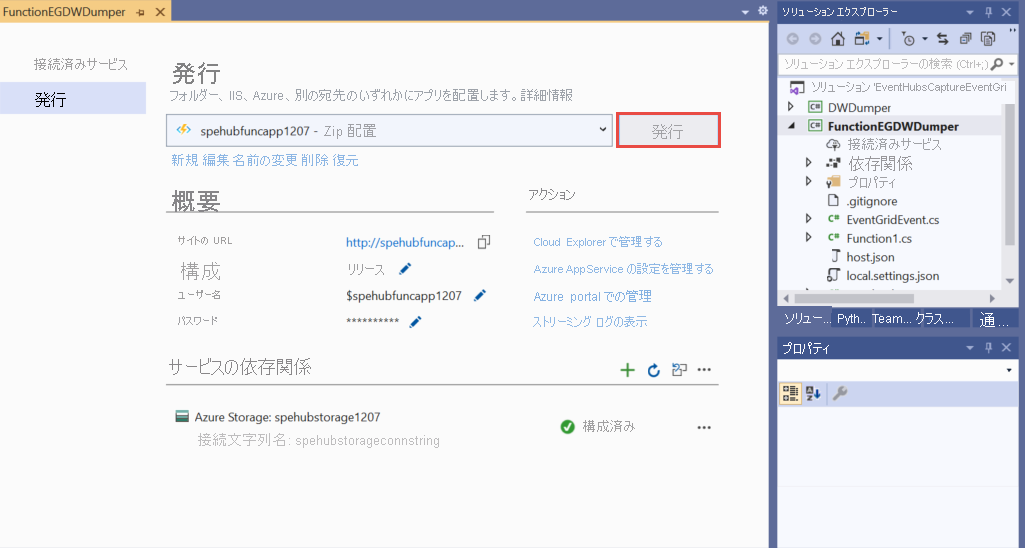 FunctionEGDWDumper
接続済みサービス
発行
発行
フォルダー、IIS、Azure、別の宛先のいずれかにアプリを配置します。詳細情報
spehubfuncapp1207 - Zip 配置
発行
新規 編集 名前の変更 削除 復元
概要
アクション
サイトの URL
http://spehubfuncap...
Cloud Explorerで管理する
構成
リリース
Azure AppService の設定を管理する
ユーザー名
$spehubfuncapp1207
Azure portal での管理
パスワード
**********
ストリーミング ログの表示
サービスの依存関係
Azure Storage: spehubstorage1207
接続文字列名: spehubstorageconnstring
構成済み
ソリューション エクスプローラー
ソリューション エクスプローラーの検索 (Ctrl+;)
ソリューション 'EventHubsCaptureEventGri
DWDumper
FunctionEGDWDumper
接続済みサービス
依存関係
プロパティ
.gitignore
EventGridEvent.cs
Function1.cs
host.json
local.settings.json
ソリュー... Pyth.. Team... クラス... 通...
プロパティ